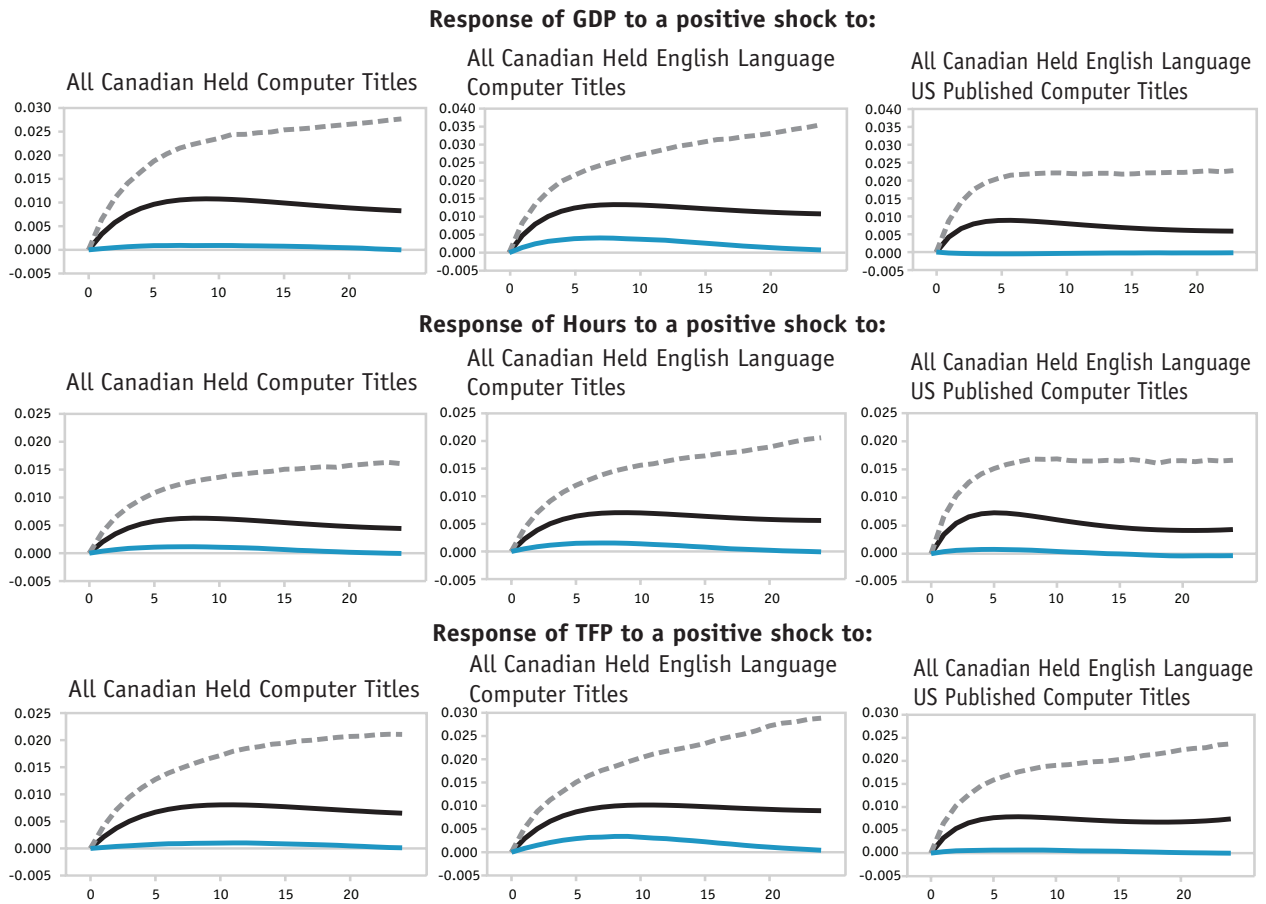 Response of GDP to a positive shock to:
All Canadian Held Computer Titles
0.030
0.025
0.020
0.015
0.010
0.005
0.000
-0.005
0 5 10 15 20
All Canadian Held English Language
Computer Titles
0.040
0.035
0.030
0.025
0.020
0.015
0.010
0.005
0.000
-0.005
0 5 10 15 20
All Canadian Held English Language
US Published Computer Titles
0.040
0.035
0.030
0.025
0.020
0.015
0.010
0.005
0.000
-0.005
0 5 10 15 20
Response of Hours to a positive shock to:
All Canadian Held Computer Titles
0.025
0.020
0.015
0.010
0.005
0.000
-0.005
0 5 10 15 20
All Canadian Held English Language
Computer Titles
0.025
0.020
0.015
0.010
0.005
0.000
-0.005
0 5 10 15 20
All Canadian Held English Language
US Published Computer Titles
0.025
0.020
0.015
0.010
0.005
0.000
-0.005
0 5 10 15 20
Response of TFP to a positive shock to:
All Canadian Held Computer Titles
0.025
0.020
0.015
0.010
0.005
0.000
-0.005
0 5 10 15 20
All Canadian Held English Language
Computer Titles
0.030
0.025
0.020
0.015
0.010
0.005
0.000
-0.005
0 5 10 15 20
All Canadian Held English Language
US Published Computer Titles
0.030
0.025
0.020
0.015
0.010
0.005
0.000
-0.005
0 5 10 15 20